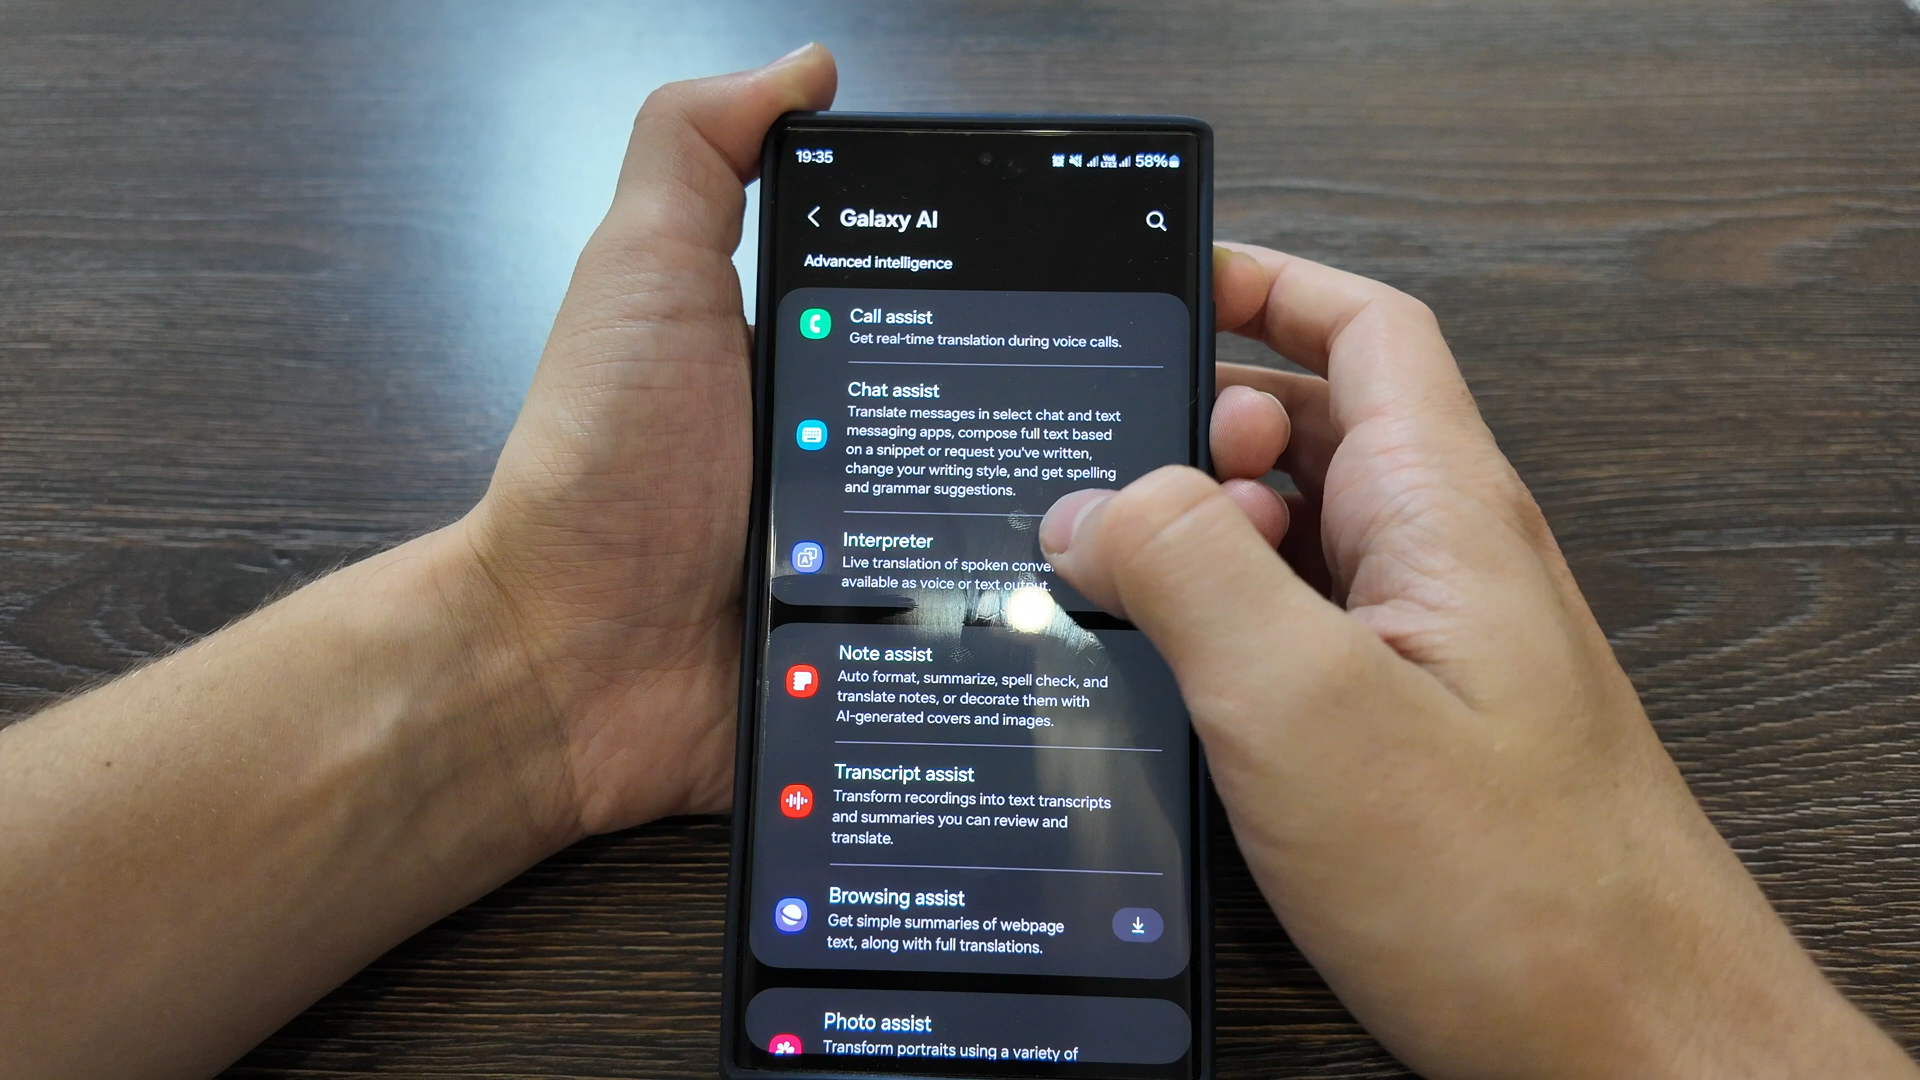 19:35
58%
Galaxy AI
Advanced intelligence
Call assist
Get real-time translation during voice calls.
Chat assist
Translate messages in select chat and text
messaging apps, compose full text based
on a snippet or request you've written,
change your writing style, and get spelling
and grammar suggestions.
Interpreter
Live translation of spoken
available as voice or text output.
Note assist
Auto format, summarize, spell check, and
translate notes, or decorate them with
AI-generated covers and images.
Transcript assist
Transform recordings into text transcripts
and summaries you can review and
translate.
Browsing assist
Get simple summaries of webpage
text, along with full translations.
Photo assist
Transform portraits using a variety of